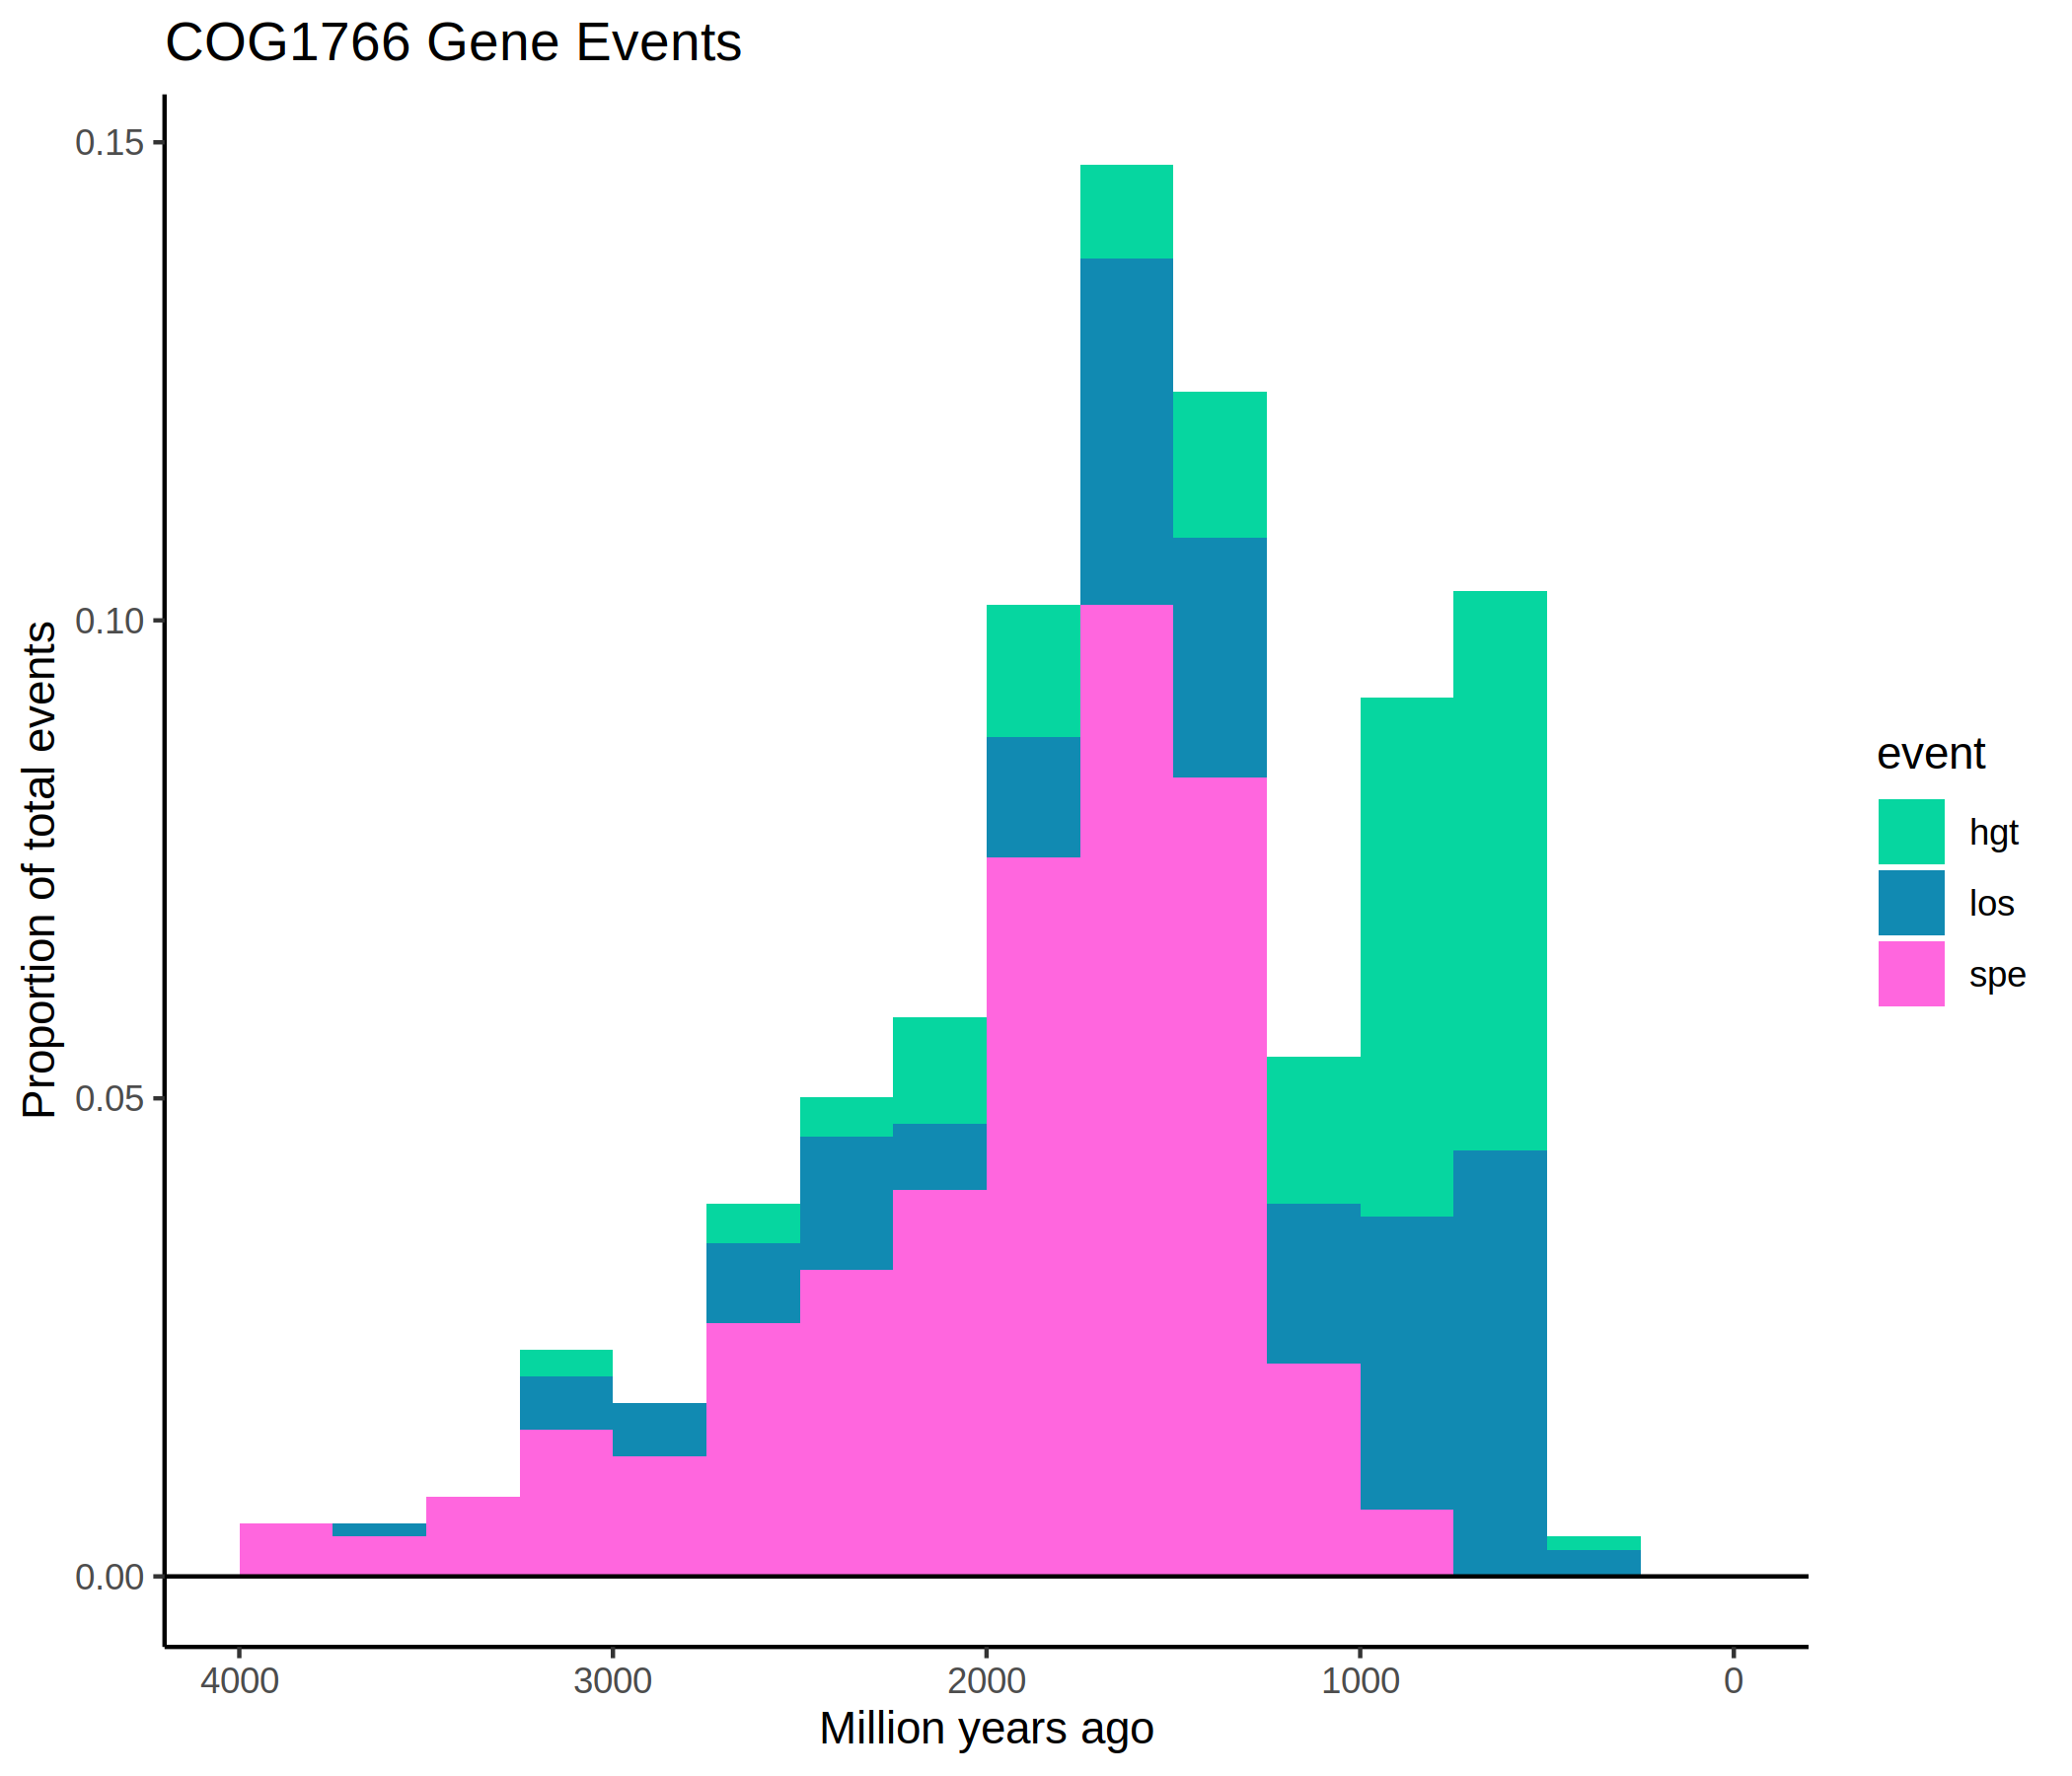 COG1766 Gene Events
0.15
0.10
0.05
0.00
Proportion of total events
4000 3000 2000 1000 0
Million years ago
event
hgt
los
spe